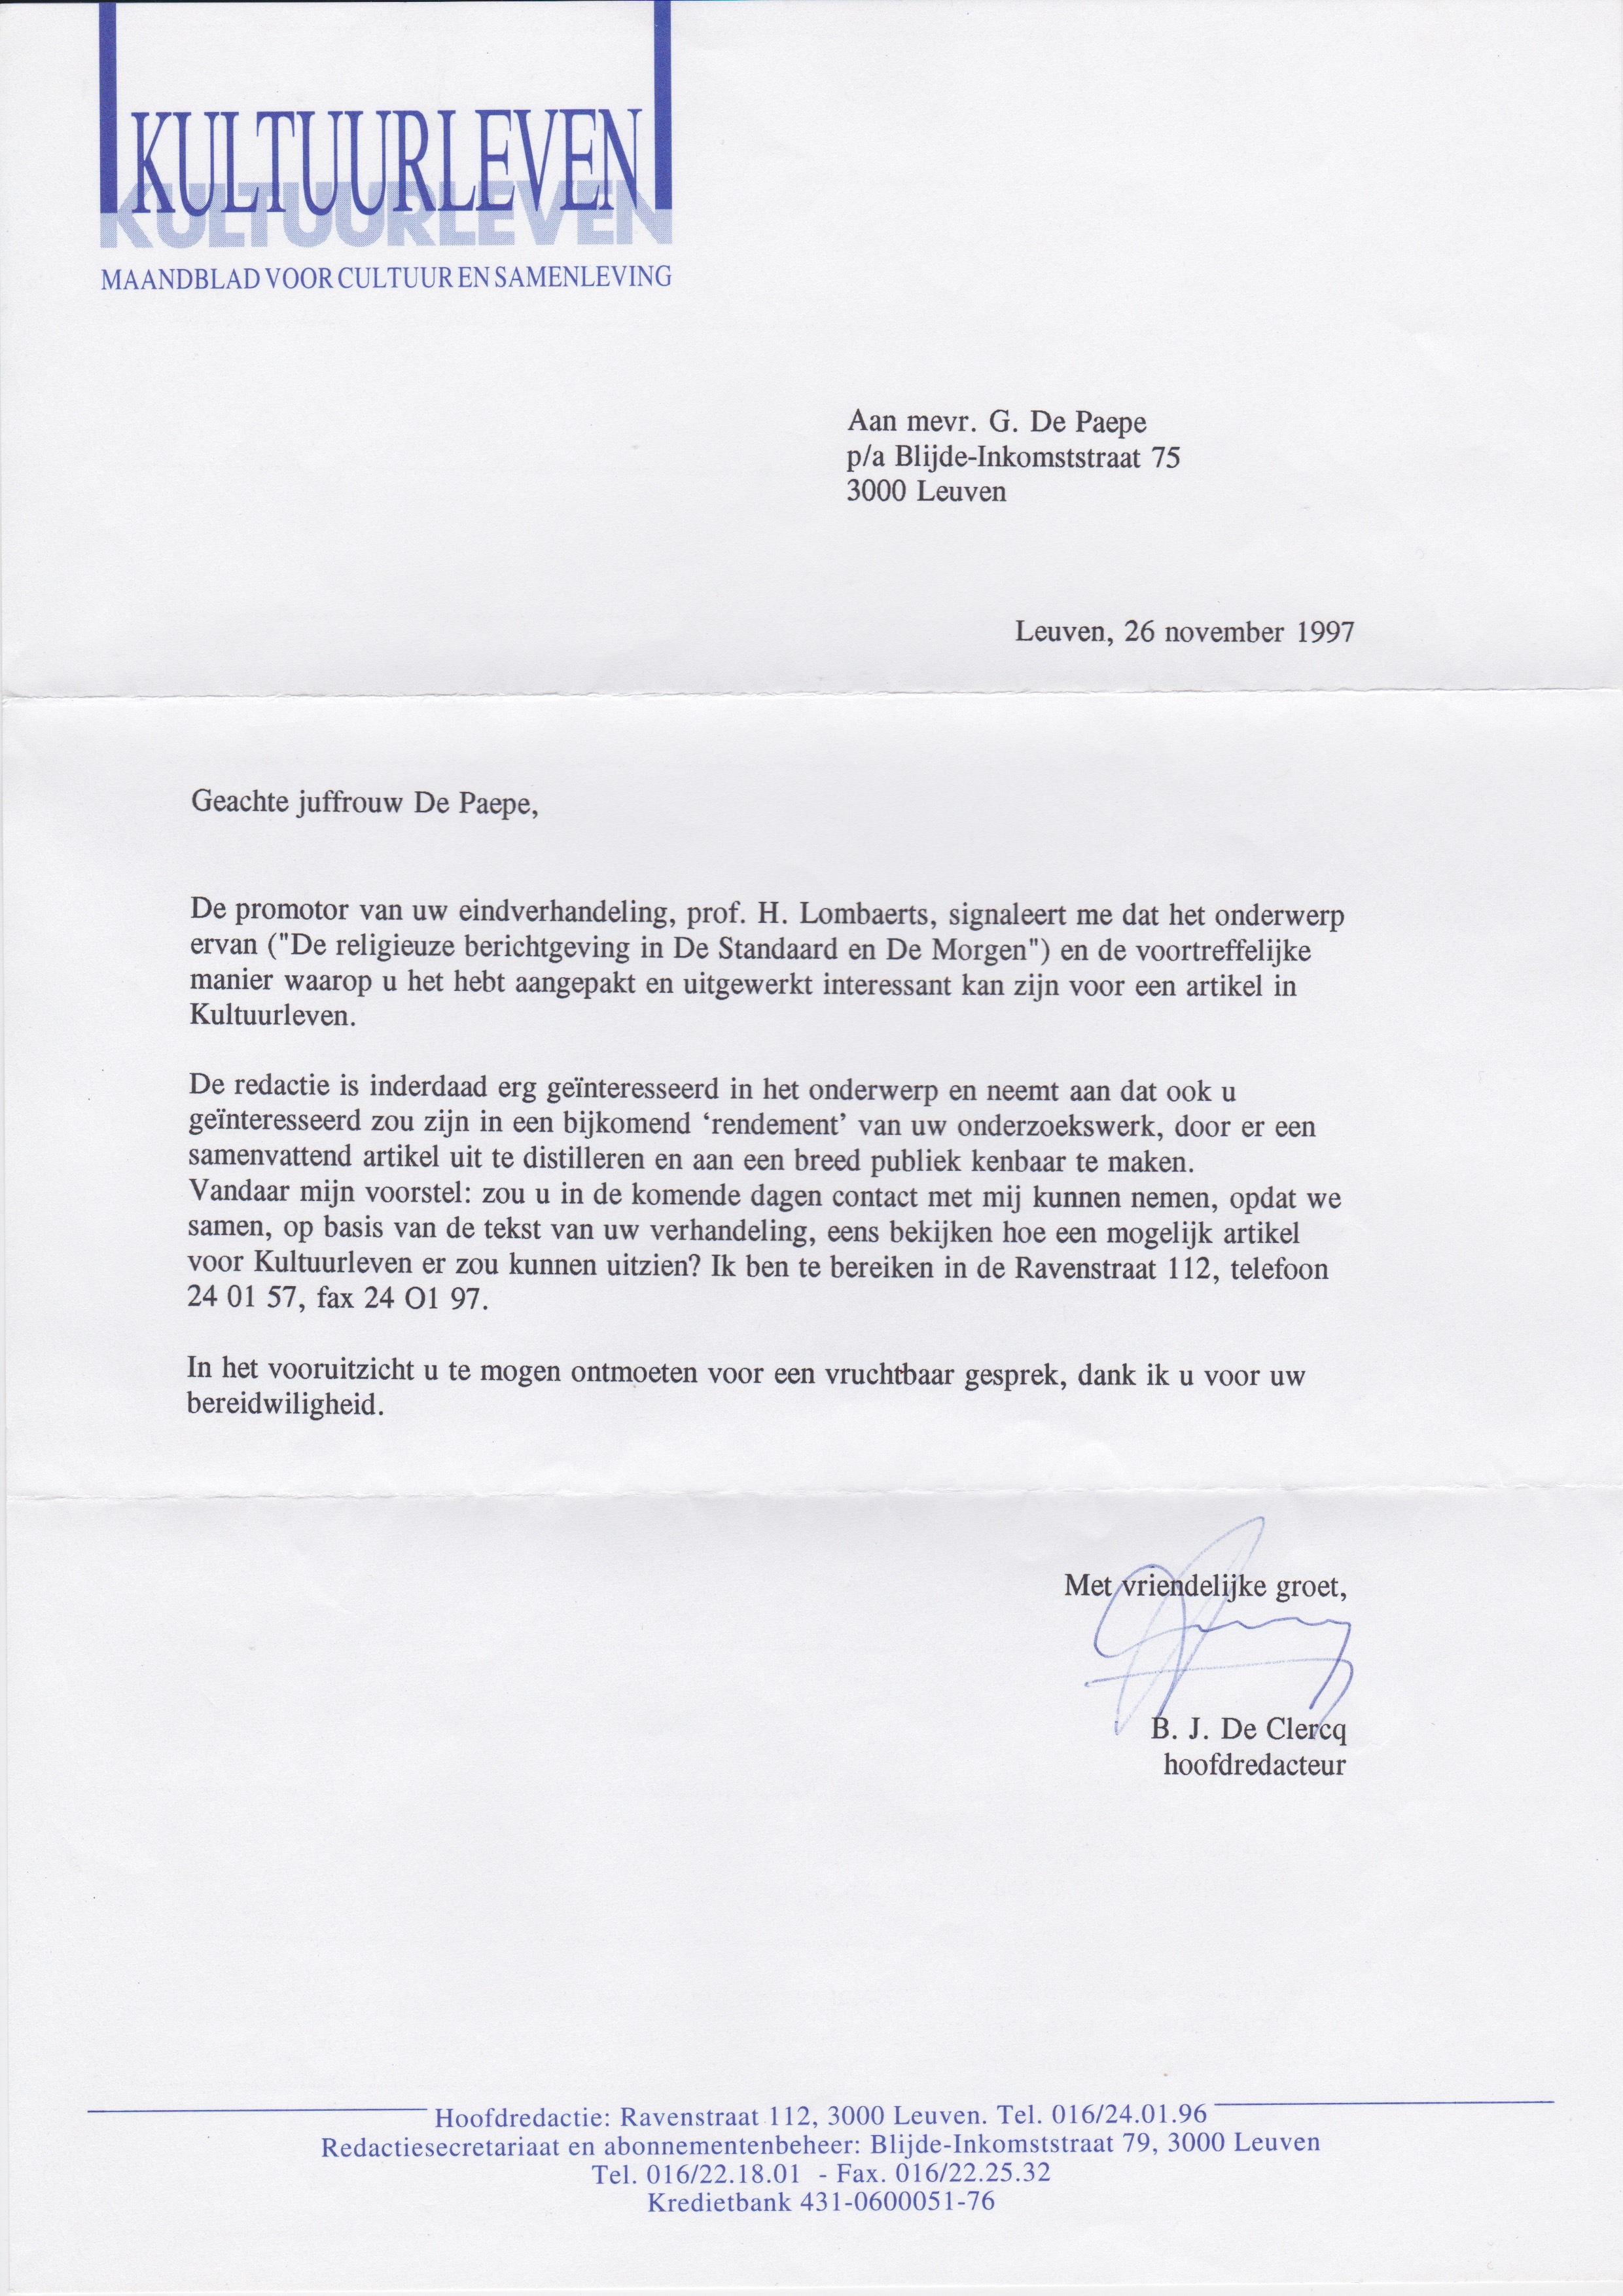 KULTUURLEVEN
KULTUURLEVEN
MAANDBLAD VOOR CULTUUR EN SAMENLEVING
Aan mevr. G. De Paepe
p/a Blijde-Inkomststraat 75
3000 Leuven
Leuven, 26 november 1997
Geachte juffrouw De Paepe,
De promotor van uw eindverhandeling, prof. H. Lombaerts, signaleert me dat het onderwerp
ervan ("De religieuze berichtgeving in De Standaard en De Morgen") en de voortreffelijke
manier waarop u het hebt aangepakt en uitgewerkt interessant kan zijn voor een artikel in
Kultuurleven.
De redactie is inderdaad erg geïnteresseerd in het onderwerp en neemt aan dat ook u
geïnteresseerd zou zijn in een bijkomend ‘rendement’ van uw onderzoekswerk, door er een
samenvattend artikel uit te distilleren en aan een breed publiek kenbaar te maken.
Vandaar mijn voorstel: zou u in de komende dagen contact met mij kunnen nemen, opdat we
samen, op basis van de tekst van uw verhandeling, eens bekijken hoe een mogelijk artikel
voor Kultuurleven er zou kunnen uitzien? Ik ben te bereiken in de Ravenstraat 112, telefoon
24 01 57, fax 24 O1 97.
In het vooruitzicht u te mogen ontmoeten voor een vruchtbaar gesprek, dank ik u voor uw
bereidwiligheid.
Met vriendelijke groet,
B. J. De Clercq
hoofdredacteur
Hoofdredactie: Ravenstraat 112, 3000 Leuven. Tel. 016/24.01.96
Redactiesecretariaat en abonnementenbeheer: Blijde-Inkomststraat 79, 3000 Leuven
Tel. 016/22.18.01 - Fax. 016/22.25.32
Kredietbank 431-0600051-76